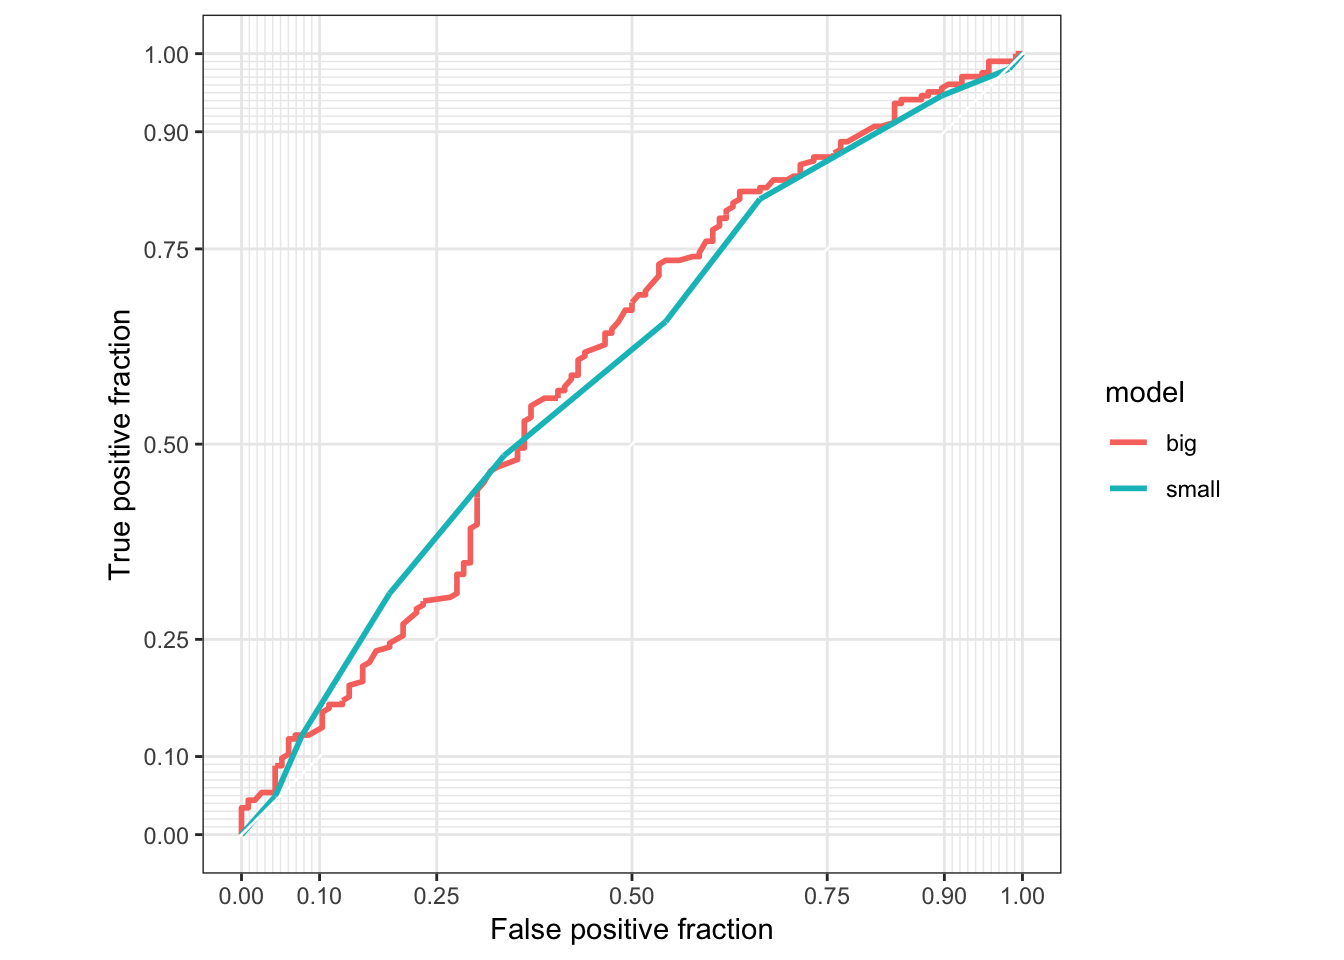 1.00
0.90
0.75
0.50
0.25
0.10
0.00
True positive fraction
0.00 0.10 0.25 0.50 0.75 0.90 1.00
False positive fraction
model
big
small